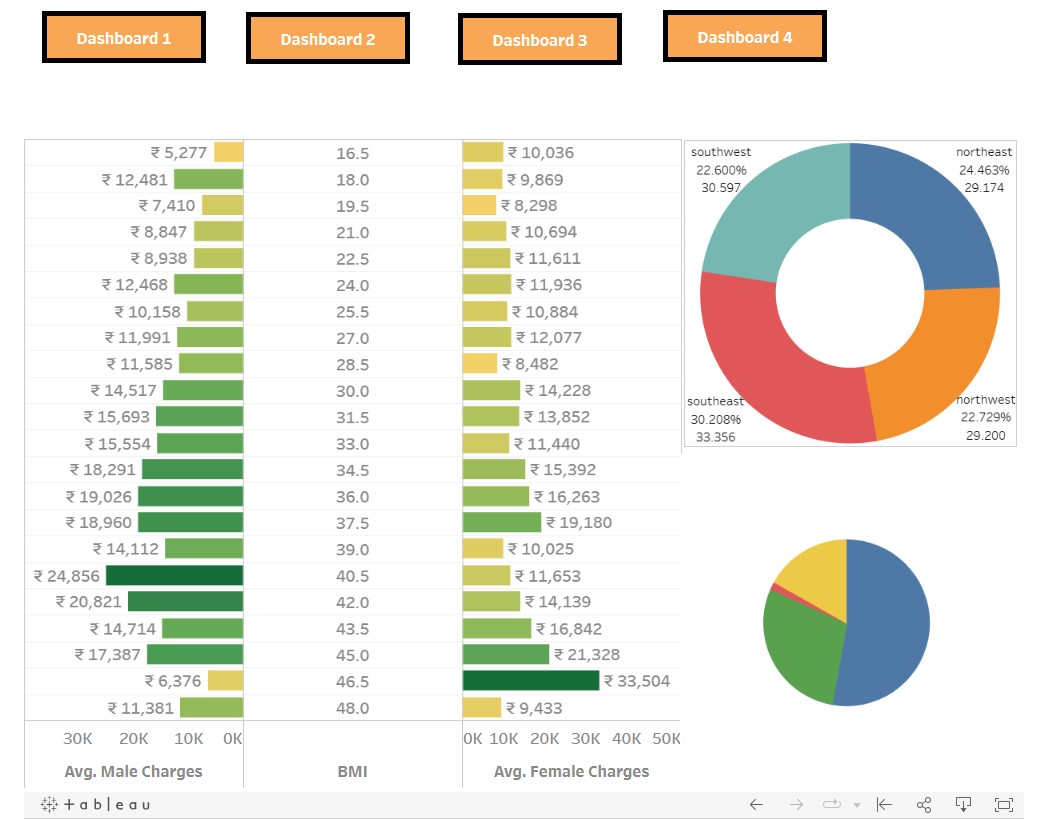 Dashboard 1 Dashboard 2 Dashboard 3 Dashboard 4
₹ 5,277 16.5 ₹ 10,036
₹ 12,481 18.0 ₹ 9,869
₹ 7,410 19.5 ₹ 8,298
₹ 8,847 21.0 ₹ 10,694
₹ 8,938 22.5 ₹ 11,611
₹ 12,468 24.0 ₹ 11,936
₹ 10,158 25.5 ₹ 10,884
₹ 11,991 27.0 ₹ 12,077
₹ 11,585 28.5 ₹ 8,482
₹ 14,517 30.0 ₹ 14,228
₹ 15,693 31.5 ₹ 13,852
₹ 15,554 33.0 ₹ 11,440
₹ 18,291 34.5 ₹ 15,392
₹ 19,026 36.0 ₹ 16,263
₹ 18,960 37.5 ₹ 19,180
₹ 14,112 39.0 ₹ 10,025
₹ 24,856 40.5 ₹ 11,653
₹ 20,821 42.0 ₹ 14,139
₹ 14,714 43.5 ₹ 16,842
₹ 17,387 45.0 ₹ 21,328
₹ 6,376 46.5 ₹ 33,504
₹ 11,381 48.0 ₹ 9,433
30K 20K 10K 0K 0K 10K 20K 30K 40K 50K
Avg. Male Charges BMI Avg. Female Charges
southwest
22.600%
30.597
northeast
24.463%
29.174
southeast
30.208%
33.356
northwest
22.729%
29.200
+ableau